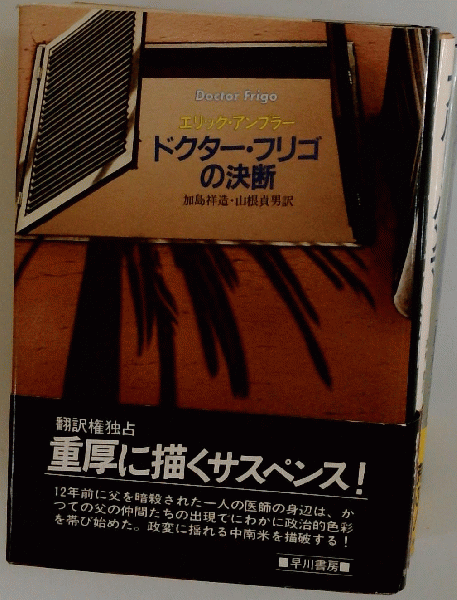 Doctor Frigo
エリック・アンブラー
ドクター・フリゴ
の決断
加島祥造・山根貞男訳
翻訳権独占
重厚に描くサスペンス!
12年前に父を暗殺された一人の医師の身辺は、か
つての父の仲間たちの出現でにわかに政治的色彩
を帯び始めた。政変に揺れる中南米を描破する!
■早川書房■